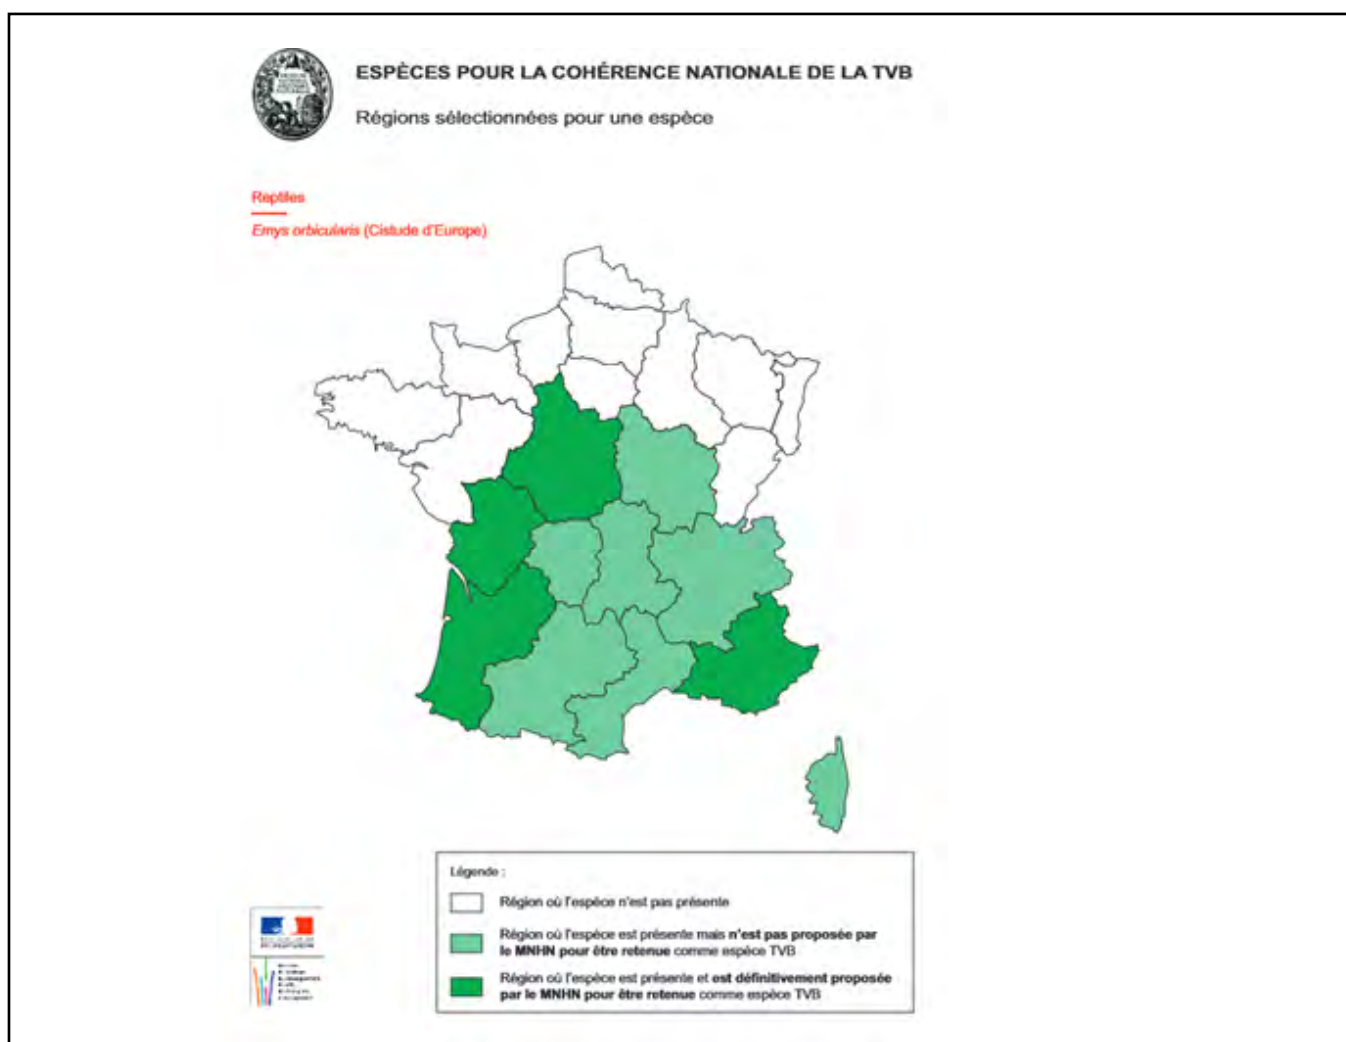 ESPÈCES POUR LA COHÉRENCE NATIONALE DE LA TVB
Régions sélectionnées pour une espèce
Reptiles
Emys orbicularis (Cistude d'Europe)
Légende :
Région où l'espèce n'est pas présente
Région où l'espèce est présente mais n'est pas proposée par
le MNHN pour être retenue comme espèce TVB
Région où l'espèce est présente et est définitivement proposée
par le MNHN pour être retenue comme espèce TVB